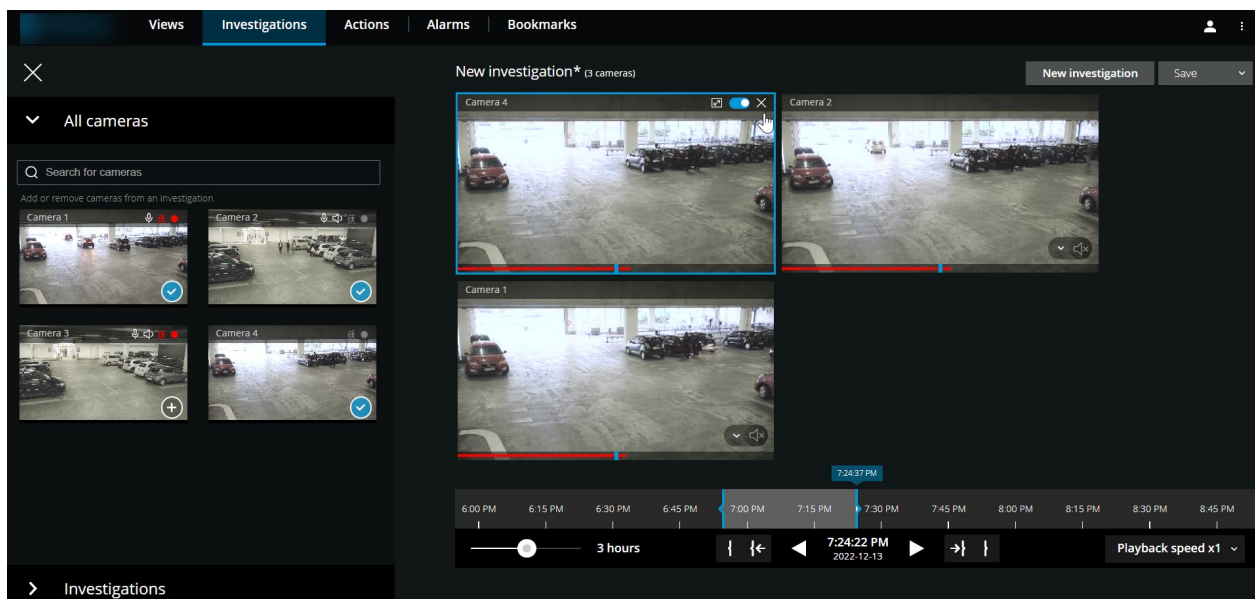 Views Investigations Actions Alarms Bookmarks
New investigation* (3 cameras)
New investigation Save
All cameras
Search for cameras
Add or remove cameras from an investigation.
Camera 1
Camera 2
Camera 3
Camera 4
Camera 4
Camera 2
Camera 1
7:24:37 PM
6:00 PM 6:15 PM 6:30 PM 6:45 PM 7:00 PM 7:15 PM 7:30 PM 7:45 PM 8:00 PM 8:15 PM 8:30 PM 8:45 PM
3 hours
7:24:22 PM
2022-12-13
Playback speed x1
Investigations